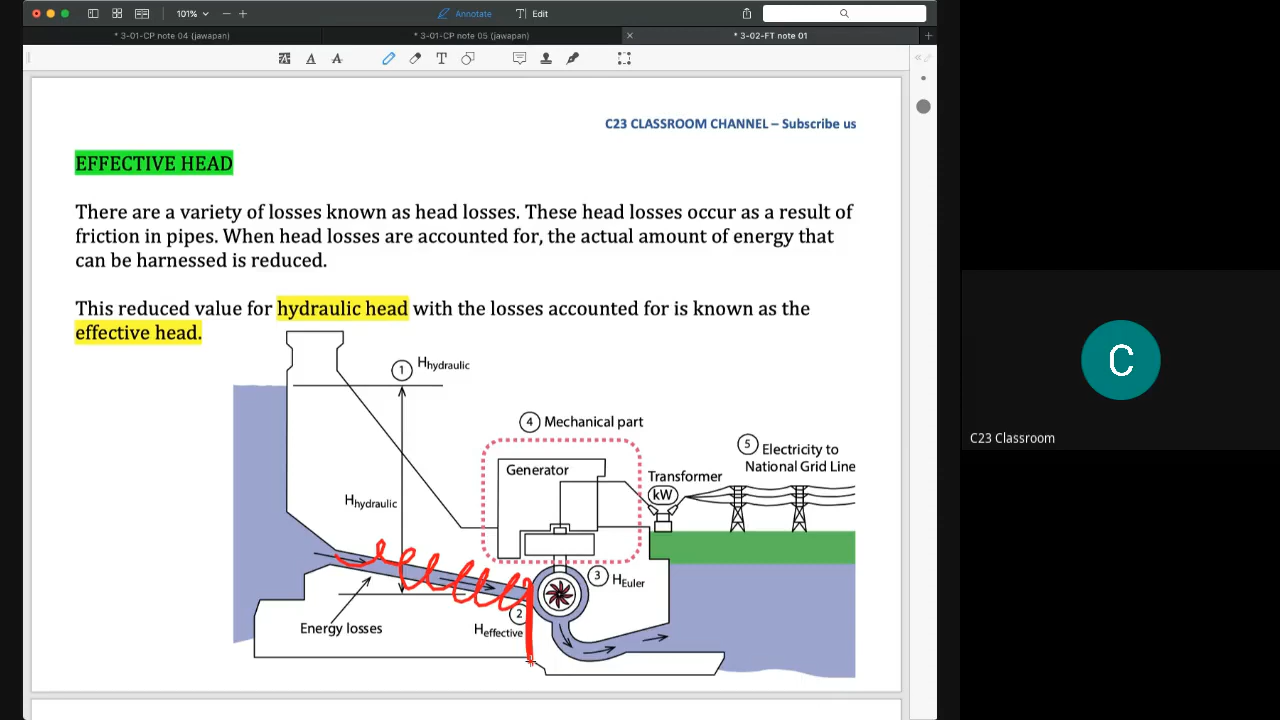 101%
Annotate
Edit
* 3-01-CP note 04 (jawapan)
* 3-01-CP note 05 (jawapan)
* 3-02-FT note 01
C23 CLASSROOM CHANNEL – Subscribe us
EFFECTIVE HEAD
There are a variety of losses known as head losses. These head losses occur as a result of
friction in pipes. When head losses are accounted for, the actual amount of energy that
can be harnessed is reduced.
This reduced value for hydraulic head with the losses accounted for is known as the
effective head.
1 Hhydraulic
4 Mechanical part
Generator
Transformer
kW
5 Electricity to
National Grid Line
Hhydraulic
3 HEuler
2
Heffective
Energy losses
C
C23 Classroom